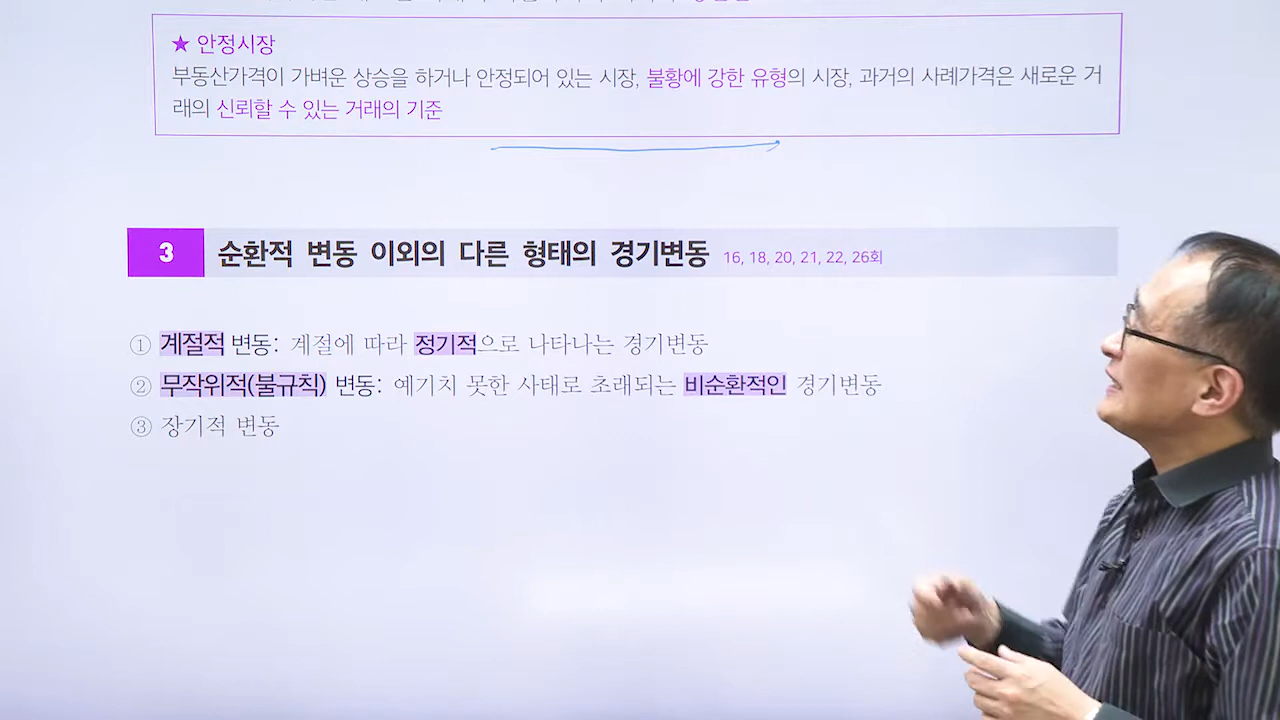 ★ 안정시장
부동산가격이 가벼운 상승을 하거나 안정되어 있는 시장, 불황에 강한 유형의 시장, 과거의 사례가격은 새로운 거
래의 신뢰할 수 있는 거래의 기준
3 순환적 변동 이외의 다른 형태의 경기변동 16, 18, 20, 21, 22, 26회
① 계절적 변동: 계절에 따라 정기적으로 나타나는 경기변동
② 무작위적(불규칙) 변동: 예기치 못한 사태로 초래되는 비순환적인 경기변동
③ 장기적 변동